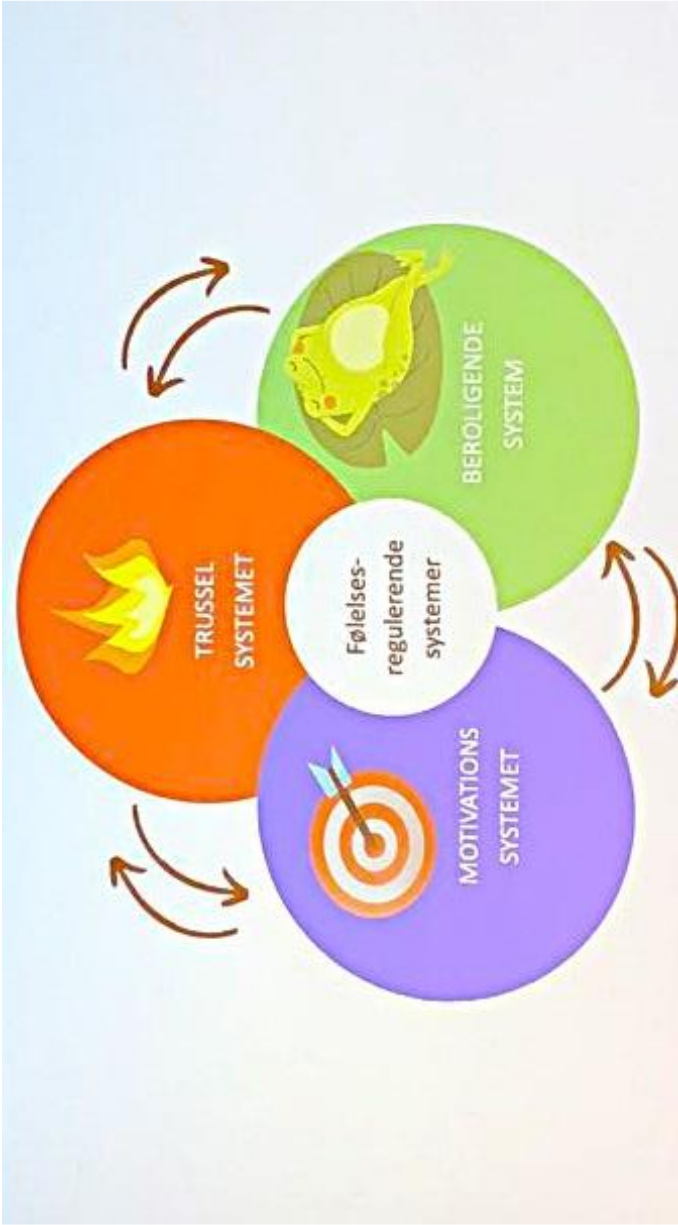 TRUSSEL
SYSTEMET
Følelses-
regulerende
systemer
MOTIVATIONS
SYSTEMET
BEROLIGENDE
SYSTEM